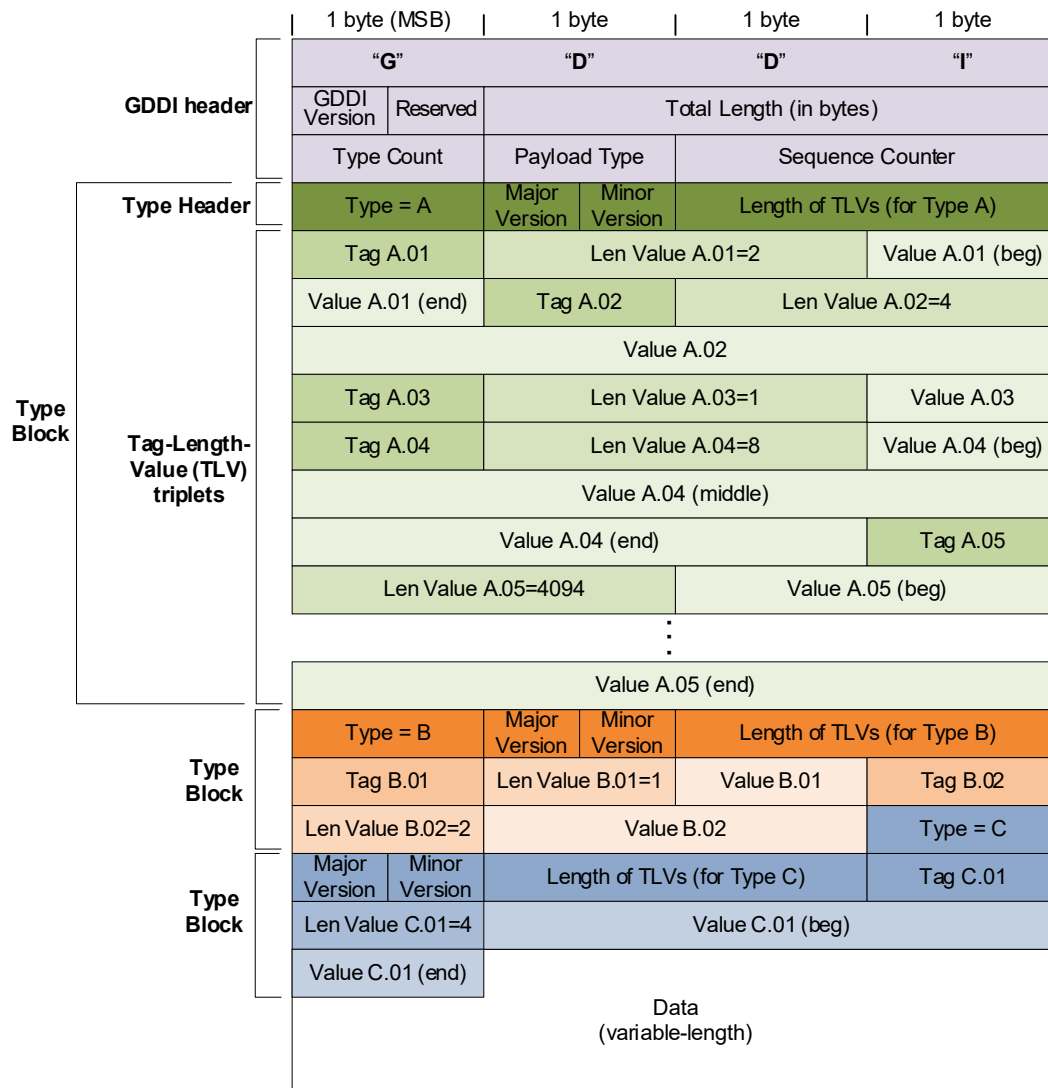 1 byte (MSB) 1 byte 1 byte 1 byte
“G” “D” “D” “I”
GDDI header
GDDI Version Reserved Total Length (in bytes)
Type Count Payload Type Sequence Counter
Type Header
Type = A Major Version Minor Version Length of TLVs (for Type A)
Type Block
Tag-Length-Value (TLV) triplets
Tag A.01 Len Value A.01=2 Value A.01 (beg)
Value A.01 (end) Tag A.02 Len Value A.02=4
Value A.02
Tag A.03 Len Value A.03=1 Value A.03
Tag A.04 Len Value A.04=8 Value A.04 (beg)
Value A.04 (middle)
Value A.04 (end) Tag A.05
Len Value A.05=4094 Value A.05 (beg)
Value A.05 (end)
Type Block
Type = B Major Version Minor Version Length of TLVs (for Type B)
Tag B.01 Len Value B.01=1 Value B.01 Tag B.02
Len Value B.02=2 Value B.02 Type = C
Type Block
Major Version Minor Version Length of TLVs (for Type C) Tag C.01
Len Value C.01=4 Value C.01 (beg)
Value C.01 (end)
Data
(variable-length)